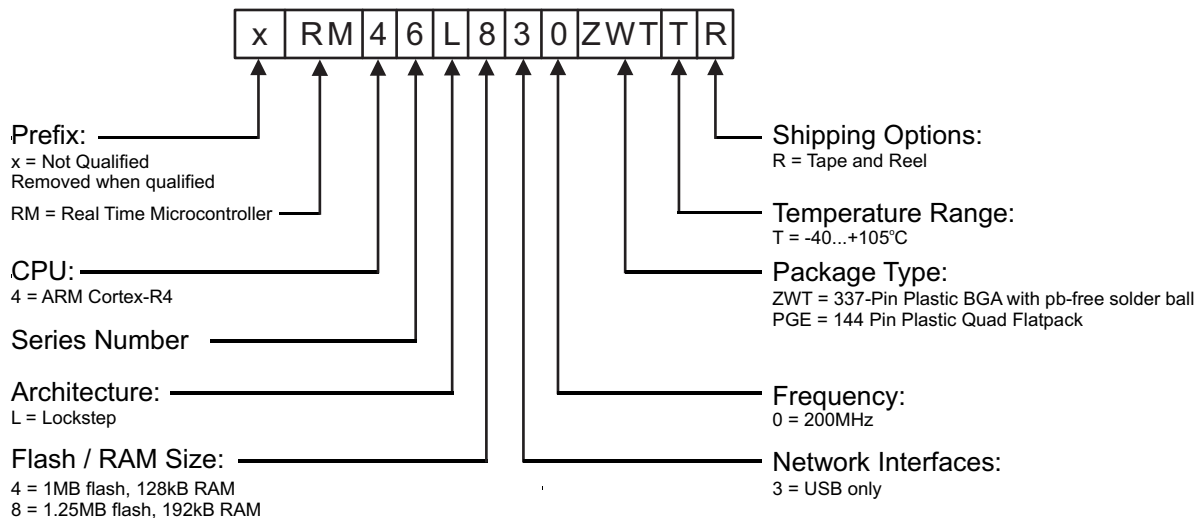 x RM 4 6 L 8 3 0 ZWT T R
Prefix:
x = Not Qualified
Removed when qualified
RM = Real Time Microcontroller
CPU:
4 = ARM Cortex-R4
Series Number
Architecture:
L = Lockstep
Flash / RAM Size:
4 = 1MB flash, 128kB RAM
8 = 1.25MB flash, 192kB RAM
Shipping Options:
R = Tape and Reel
Temperature Range:
T = -40...+105°C
Package Type:
ZWT = 337-Pin Plastic BGA with pb-free solder ball
PGE = 144 Pin Plastic Quad Flatpack
Frequency:
0 = 200MHz
Network Interfaces:
3 = USB only